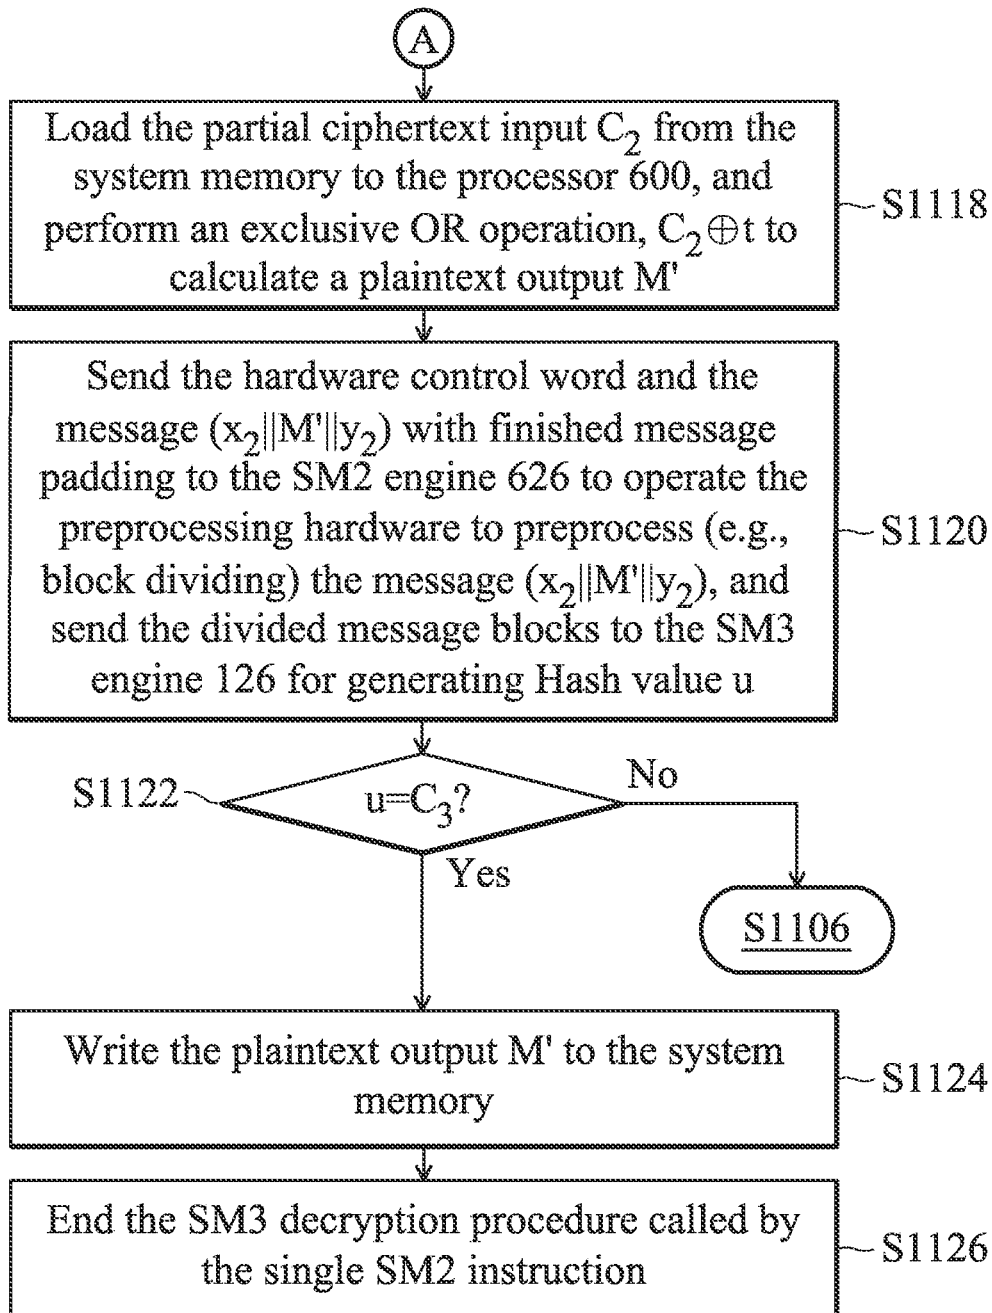 A
Load the partial ciphertext input C₂ from the
system memory to the processor 600, and
perform an exclusive OR operation, C₂⊕t to
calculate a plaintext output M'
S1118
Send the hardware control word and the
message (x₂||M'||y₂) with finished message
padding to the SM2 engine 626 to operate the
preprocessing hardware to preprocess (e.g.,
block dividing) the message (x₂||M'||y₂), and
send the divided message blocks to the SM3
engine 126 for generating Hash value u
S1120
S1122
u=C₃?
No
Yes
S1106
Write the plaintext output M' to the system
memory
S1124
End the SM3 decryption procedure called by
the single SM2 instruction
S1126